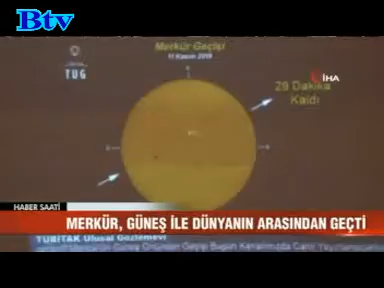 Btv
Merkür Geçişi
11 Kasım 2019
TUG
İHA
29 Dakika
Kaldı
HABER SAATİ
MERKÜR, GÜNEŞ İLE DÜNYANIN ARASINDAN GEÇTİ
TÜBİTAK Ulusal Gözlemevi